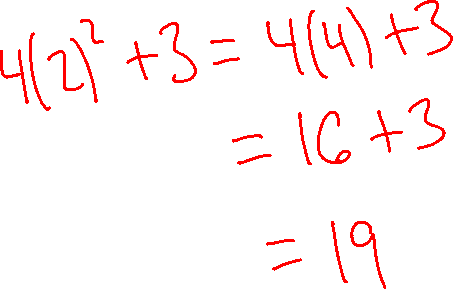 4(2)² + 3 = 4(4) + 3
= 16 + 3
= 19